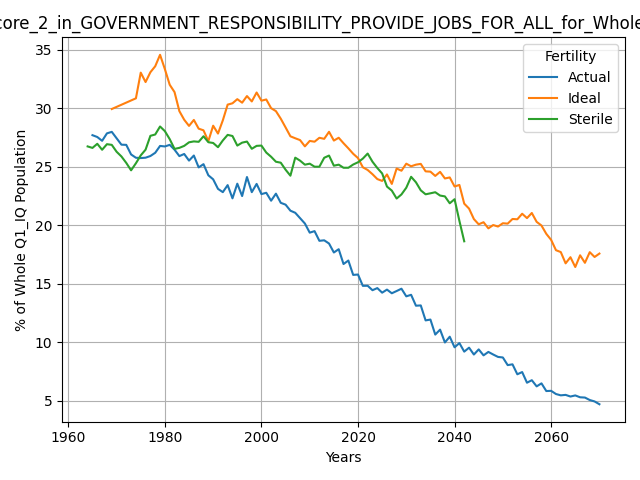 core_2_in_GOVERNMENT_RESPONSIBILITY_PROVIDE_JOBS_FOR_ALL_for_Whole
Fertility
Actual
Ideal
Sterile
% of Whole Q1_IQ Population
35
30
25
20
15
10
5
1960 1980 2000 2020 2040 2060
Years